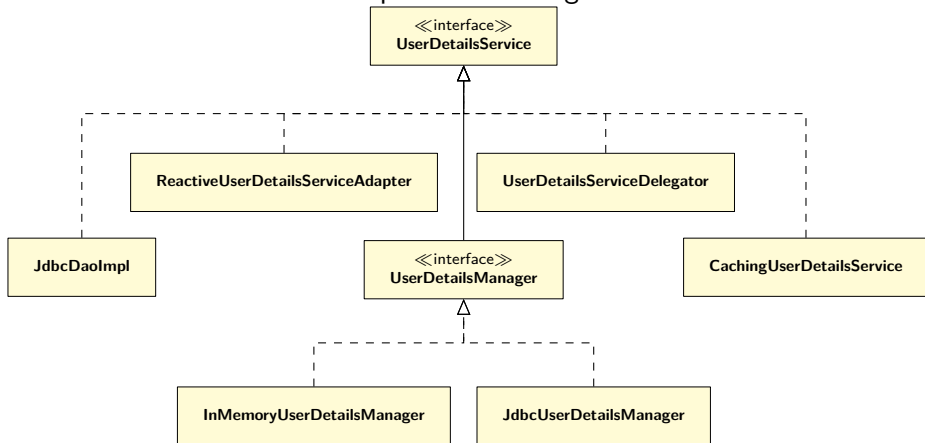 ≪interface≫
UserDetailsService
ReactiveUserDetailsServiceAdapter
UserDetailsServiceDelegator
JdbcDaoImpl
≪interface≫
UserDetailsManager
CachingUserDetailsService
InMemoryUserDetailsManager
JdbcUserDetailsManager